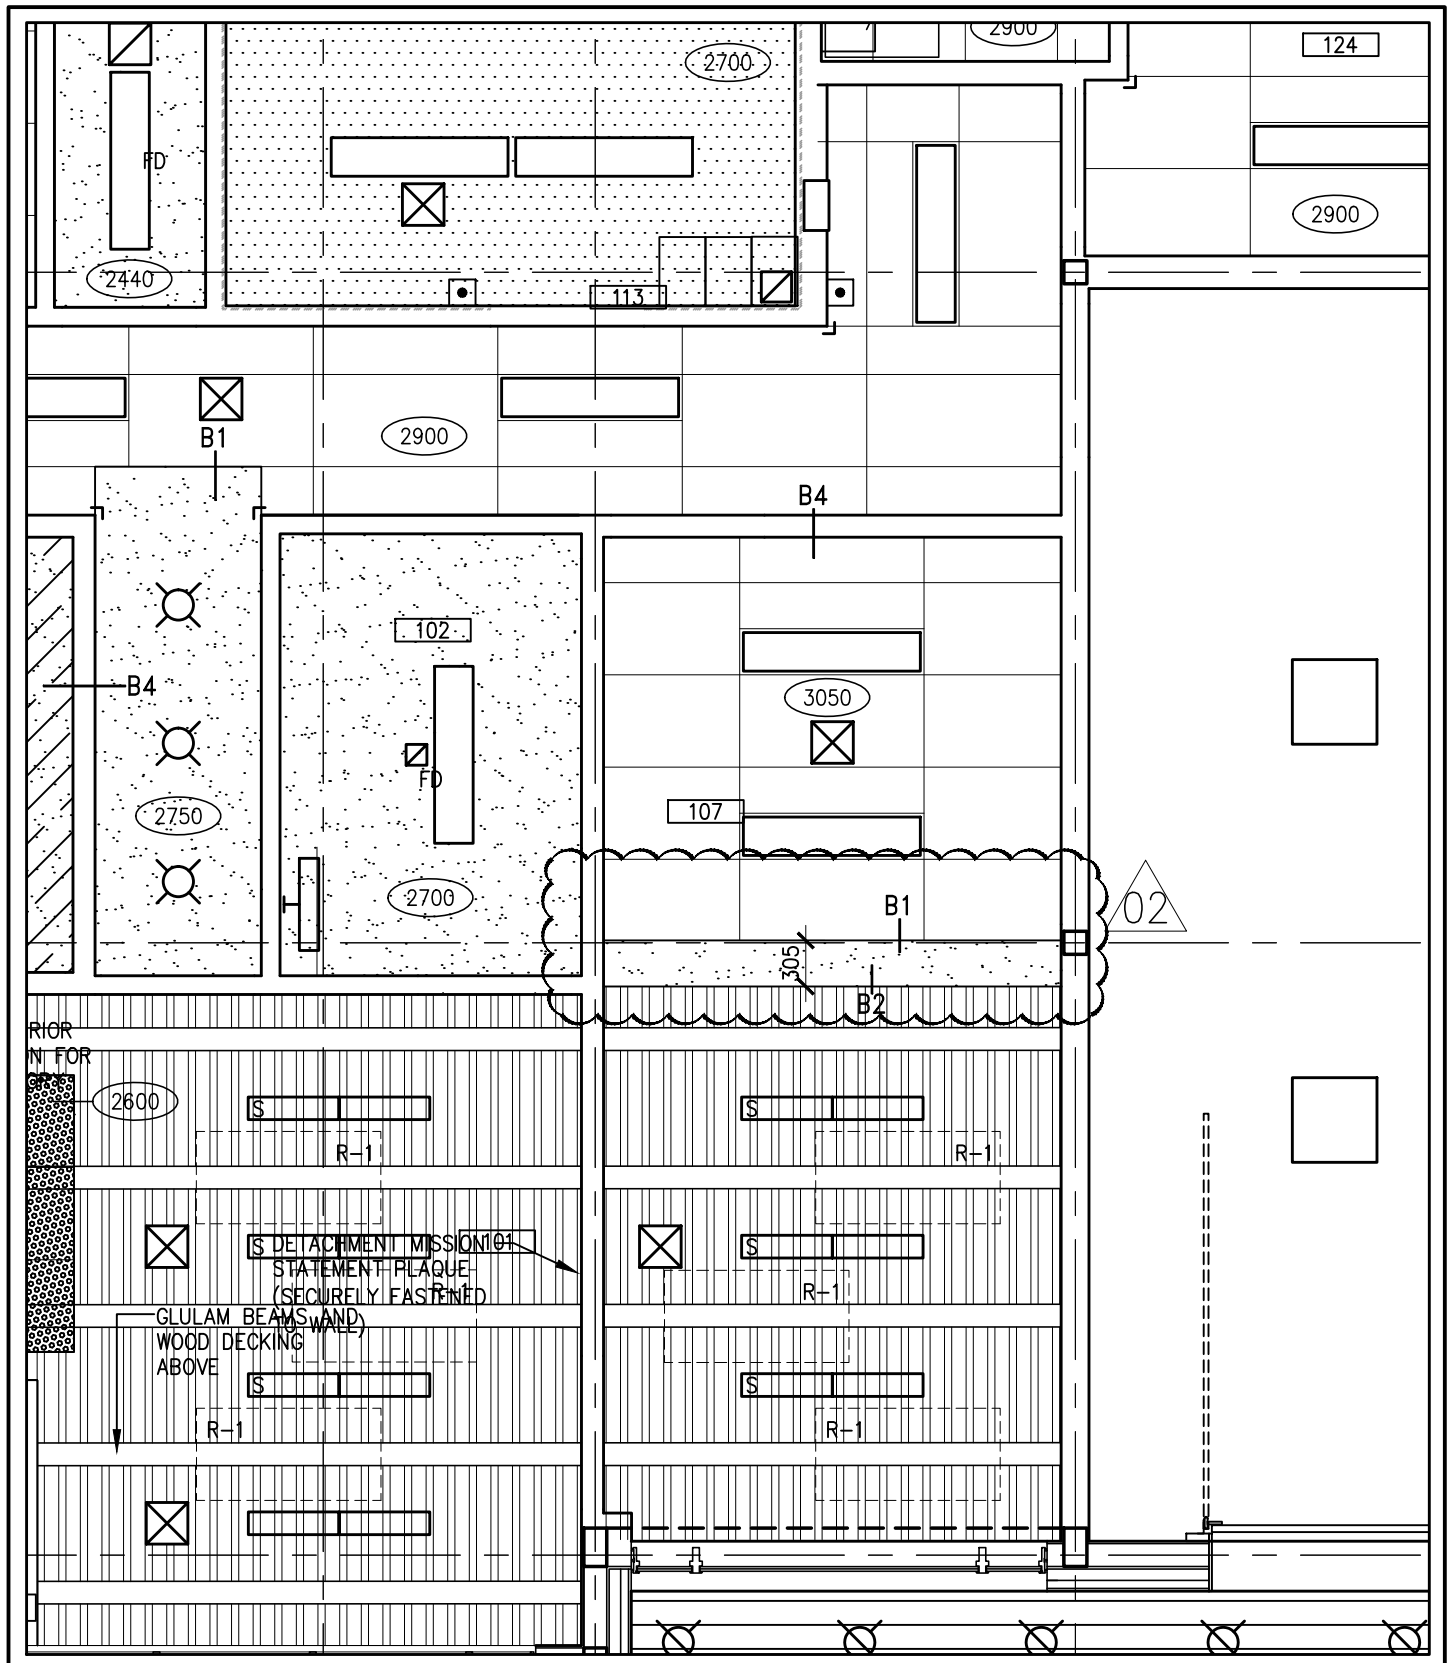 2900
124
2700
FD
2900
2440
113
2900
B1
B4
102
B4
3050
FD
2750
107
2700
B1
02
305
B2
RIOR
N FOR
2600
S
S
R-1
R-1
S
DETACHMENT MISSION
STATEMENT PLAQUE
(SECURELY FASTENED
TO WALL)
101
S
R-1
R-1
GLULAM BEAMS AND
WOOD DECKING
ABOVE
S
S
R-1
R-1